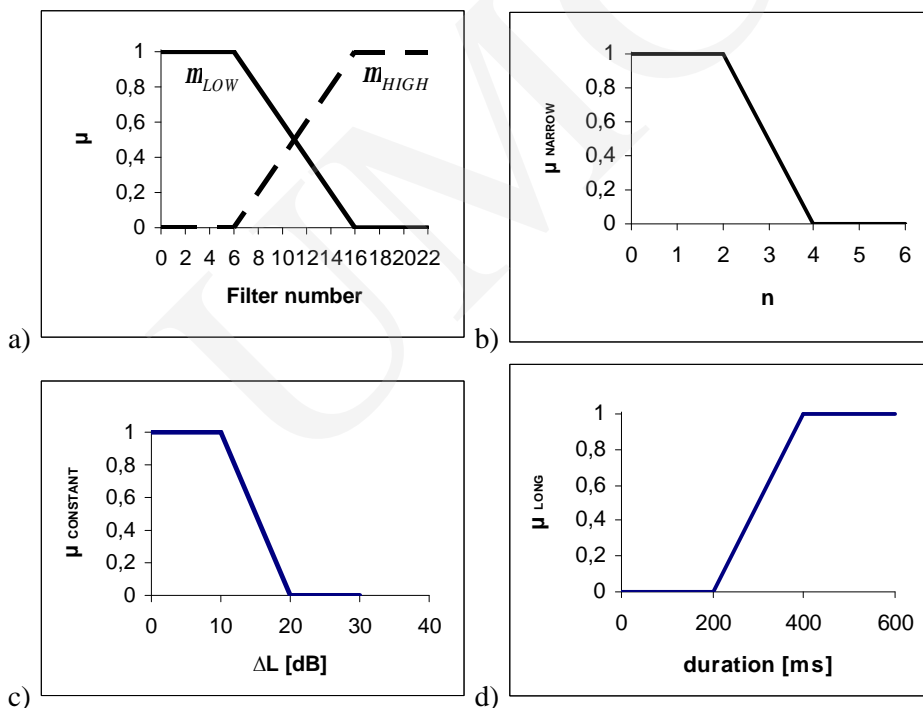 1
0,8
0,6
0,4
0,2
0
µ
mLOW
mHIGH
0 2 4 6 8 10 12 14 16 18 20 22
Filter number
a)
1
0,8
0,6
0,4
0,2
0
µ NARROW
0 1 2 3 4 5 6
n
b)
1
0,8
0,6
0,4
0,2
0
µ CONSTANT
0 10 20 30 40
ΔL [dB]
c)
1
0,8
0,6
0,4
0,2
0
µ LONG
0 200 400 600
duration [ms]
d)